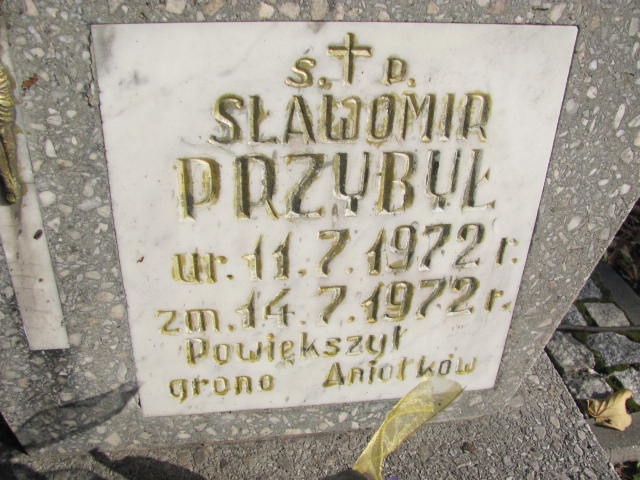 Ś. P.
SŁAWOMIR
PRZYBYŁ
ur. 11.7.1972 r.
zm. 14.7.1972 r.
Powiększył
grono Aniołków